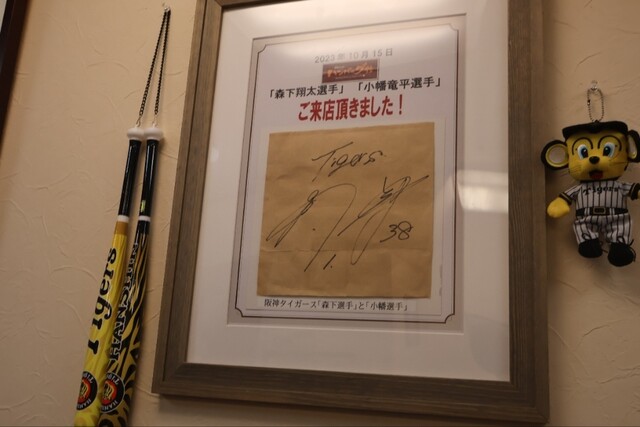 2023年10月15日
「森下翔太選手」 「小幡竜平選手」
ご来店頂きました！
Tigers
1.
38
阪神タイガース「森下選手」と「小幡選手」
Tigers
Tigers